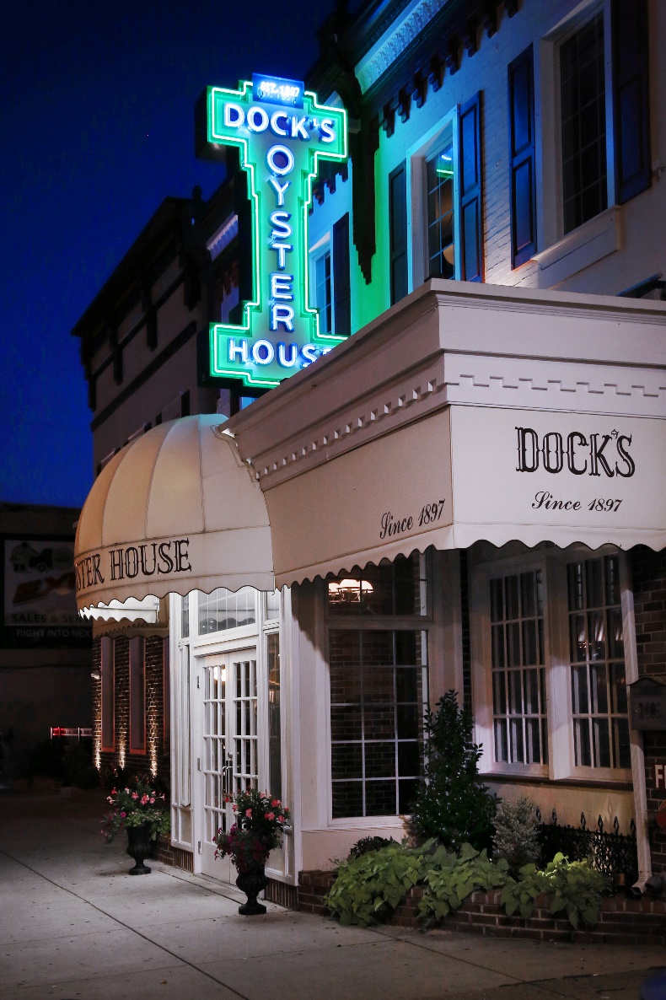 EST. 1897
DOCK'S
OYSTER
HOUSE
DOCK'S
Since 1897
Since 1897
STER HOUSE
SALES & SE
RIGHT INTO NEX
F